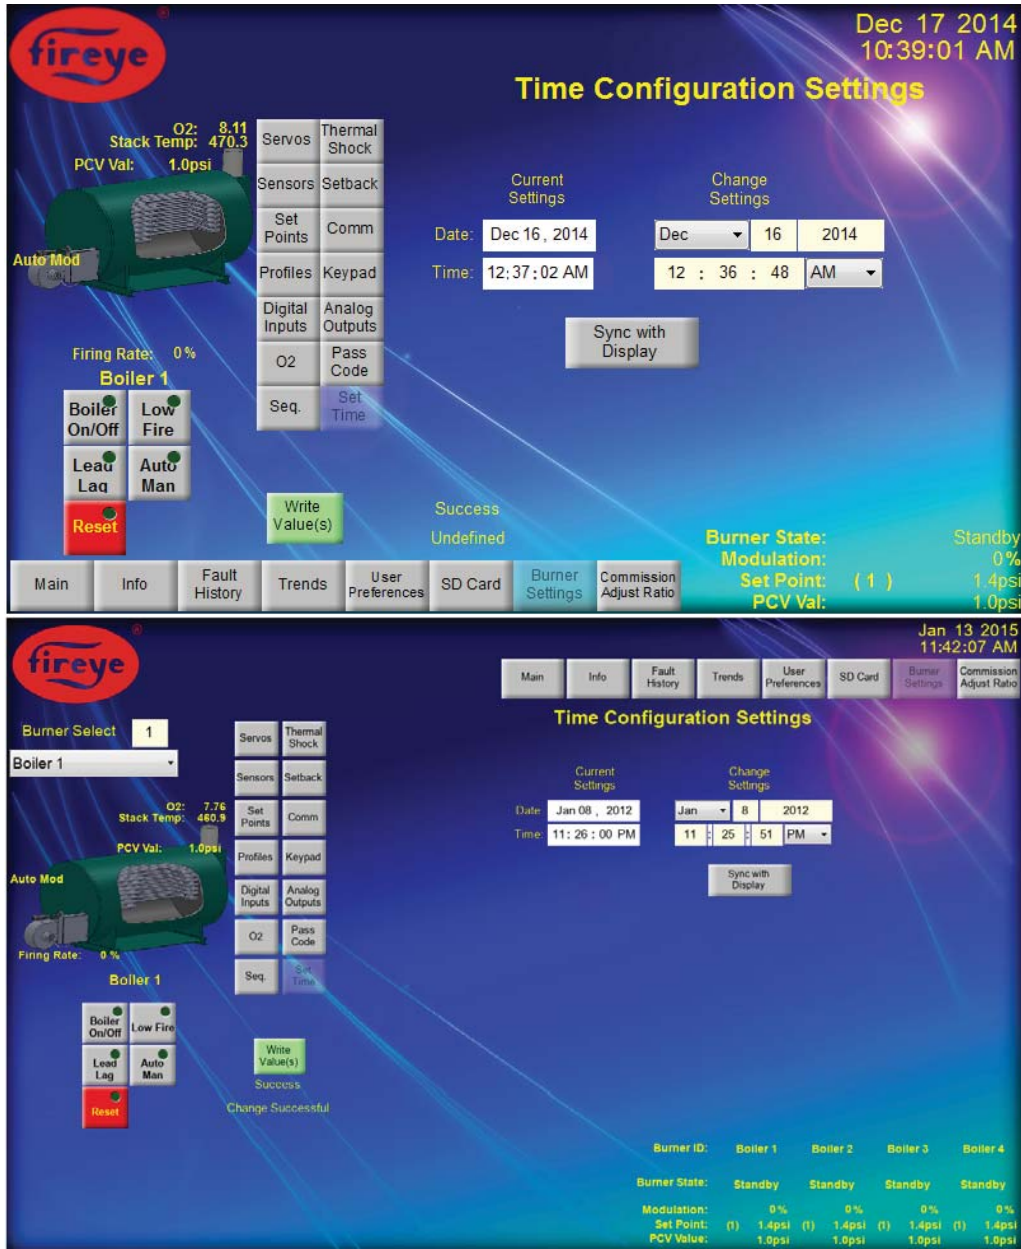 fireye
®
Dec 17 2014
10:39:01 AM
Time Configuration Settings
O2: 8.11
Stack Temp: 470.3
PCV Val: 1.0psi
Auto Mod
Firing Rate: 0 %
Boiler 1
Boiler On/Off
Low Fire
Lead Lag
Auto Man
Reset
Servos
Thermal Shock
Sensors
Setback
Set Points
Comm
Profiles
Keypad
Digital Inputs
Analog Outputs
O2
Pass Code
Seq.
Set Time
Current Settings
Change Settings
Date: Dec 16 , 2014
Dec 16 2014
Time: 12:37:02 AM
12 : 36 : 48 AM
Sync with Display
Write Value(s)
Success
Undefined
Burner State: Standby
Modulation: 0%
Set Point: ( 1 ) 1.4psi
PCV Val: 1.0psi
Main
Info
Fault History
Trends
User Preferences
SD Card
Burner Settings
Commission Adjust Ratio
fireye
®
Jan 13 2015
11:42:07 AM
Main
Info
Fault History
Trends
User Preferences
SD Card
Burner Settings
Commission Adjust Ratio
Time Configuration Settings
Burner Select 1
Boiler 1
O2: 7.76
Stack Temp: 460.9
PCV Val: 1.0psi
Auto Mod
Firing Rate: 0 %
Boiler 1
Boiler On/Off
Low Fire
Lead Lag
Auto Man
Reset
Servos
Thermal Shock
Sensors
Setback
Set Points
Comm
Profiles
Keypad
Digital Inputs
Analog Outputs
O2
Pass Code
Seq.
Set Time
Current Settings
Change Settings
Date Jan 08 , 2012
Jan 8 2012
Time: 11 : 26 : 00 PM
11 : 25 : 51 PM
Sync with Display
Write Value(s)
Success
Change Successful
Burner ID: Boiler 1 Boiler 2 Boiler 3 Boiler 4
Burner State: Standby Standby Standby Standby
Modulation: 0% 0% 0% 0%
Set Point: (1) 1.4psi (1) 1.4psi (1) 1.4psi (1) 1.4psi
PCV Value: 1.0psi 1.0psi 1.0psi 1.0psi